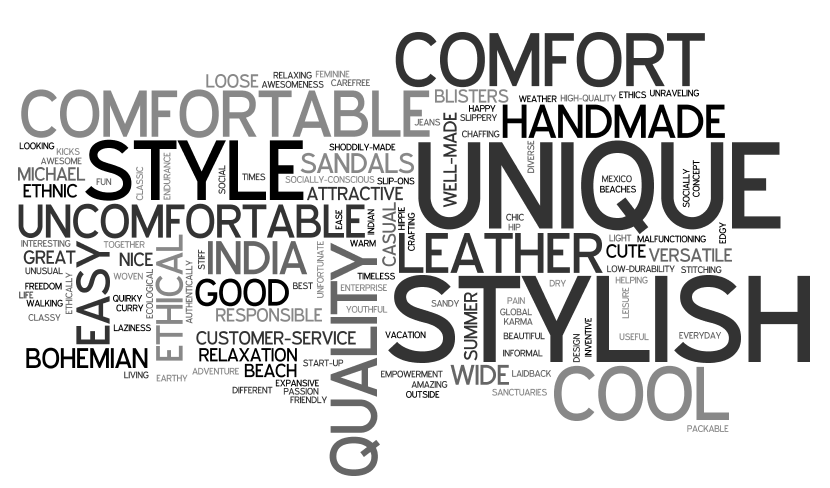 COMFORT
LOOSE
RELAXING
FEMININE
AWESOMENESS
CAREFREE
COMFORTABLE
BLISTERS
WEATHER
HIGH-QUALITY
ETHICS
UNRAVELING
HAPPY
SLIPPERY
JEANS
CHAFFING
HANDMADE
LOOKING
KICKS
AWESOME
MICHAEL
ETHNIC
FUN
STYLE
CLASSIC
ENDURANCE
SOCIAL
TIMES
SHODDILY-MADE
SANDALS
SOCIALLY-CONSCIOUS
SLIP-ONS
ATTRACTIVE
WELL-MADE
UNIQUE
DIVERSE
MEXICO
BEACHES
SOCIALLY
CONCEPT
UNCOMFORTABLE
EASE
INDIAN
CASUAL
HIPPIE
CRAFTING
CHIC
HIP
EDGY
INTERESTING
GREAT
UNUSUAL
EASY
TOGETHER
NICE
WOVEN
ETHICAL
STIFF
INDIA
UNFORTUNATE
WARM
LEATHER
LIGHT
MALFUNCTIONING
CUTE
VERSATILE
LOW-DURABILITY
STITCHING
FREEDOM
LIFE
WALKING
ETHICALLY
CLASSY
QUIRKY
CURRY
ECOLOGICAL
AUTHENTICALLY
GOOD
BEST
TIMELESS
ENTERPRISE
YOUTHFUL
RESPONSIBLE
QUALITY
STYLISH
SANDY
SUMMER
PAIN
GLOBAL
KARMA
DRY
HELPING
LEISURE
LAZINESS
CUSTOMER-SERVICE
VACATION
BEAUTIFUL
INFORMAL
DESIGN
INVENTIVE
USEFUL
EVERYDAY
BOHEMIAN
RELAXATION
ADVENTURE
BEACH
START-UP
LIVING
EARTHY
DIFFERENT
EXPANSIVE
PASSION
FRIENDLY
EMPOWERMENT
AMAZING
OUTSIDE
WIDE
LAIDBACK
SANCTUARIES
COOL
PACKABLE